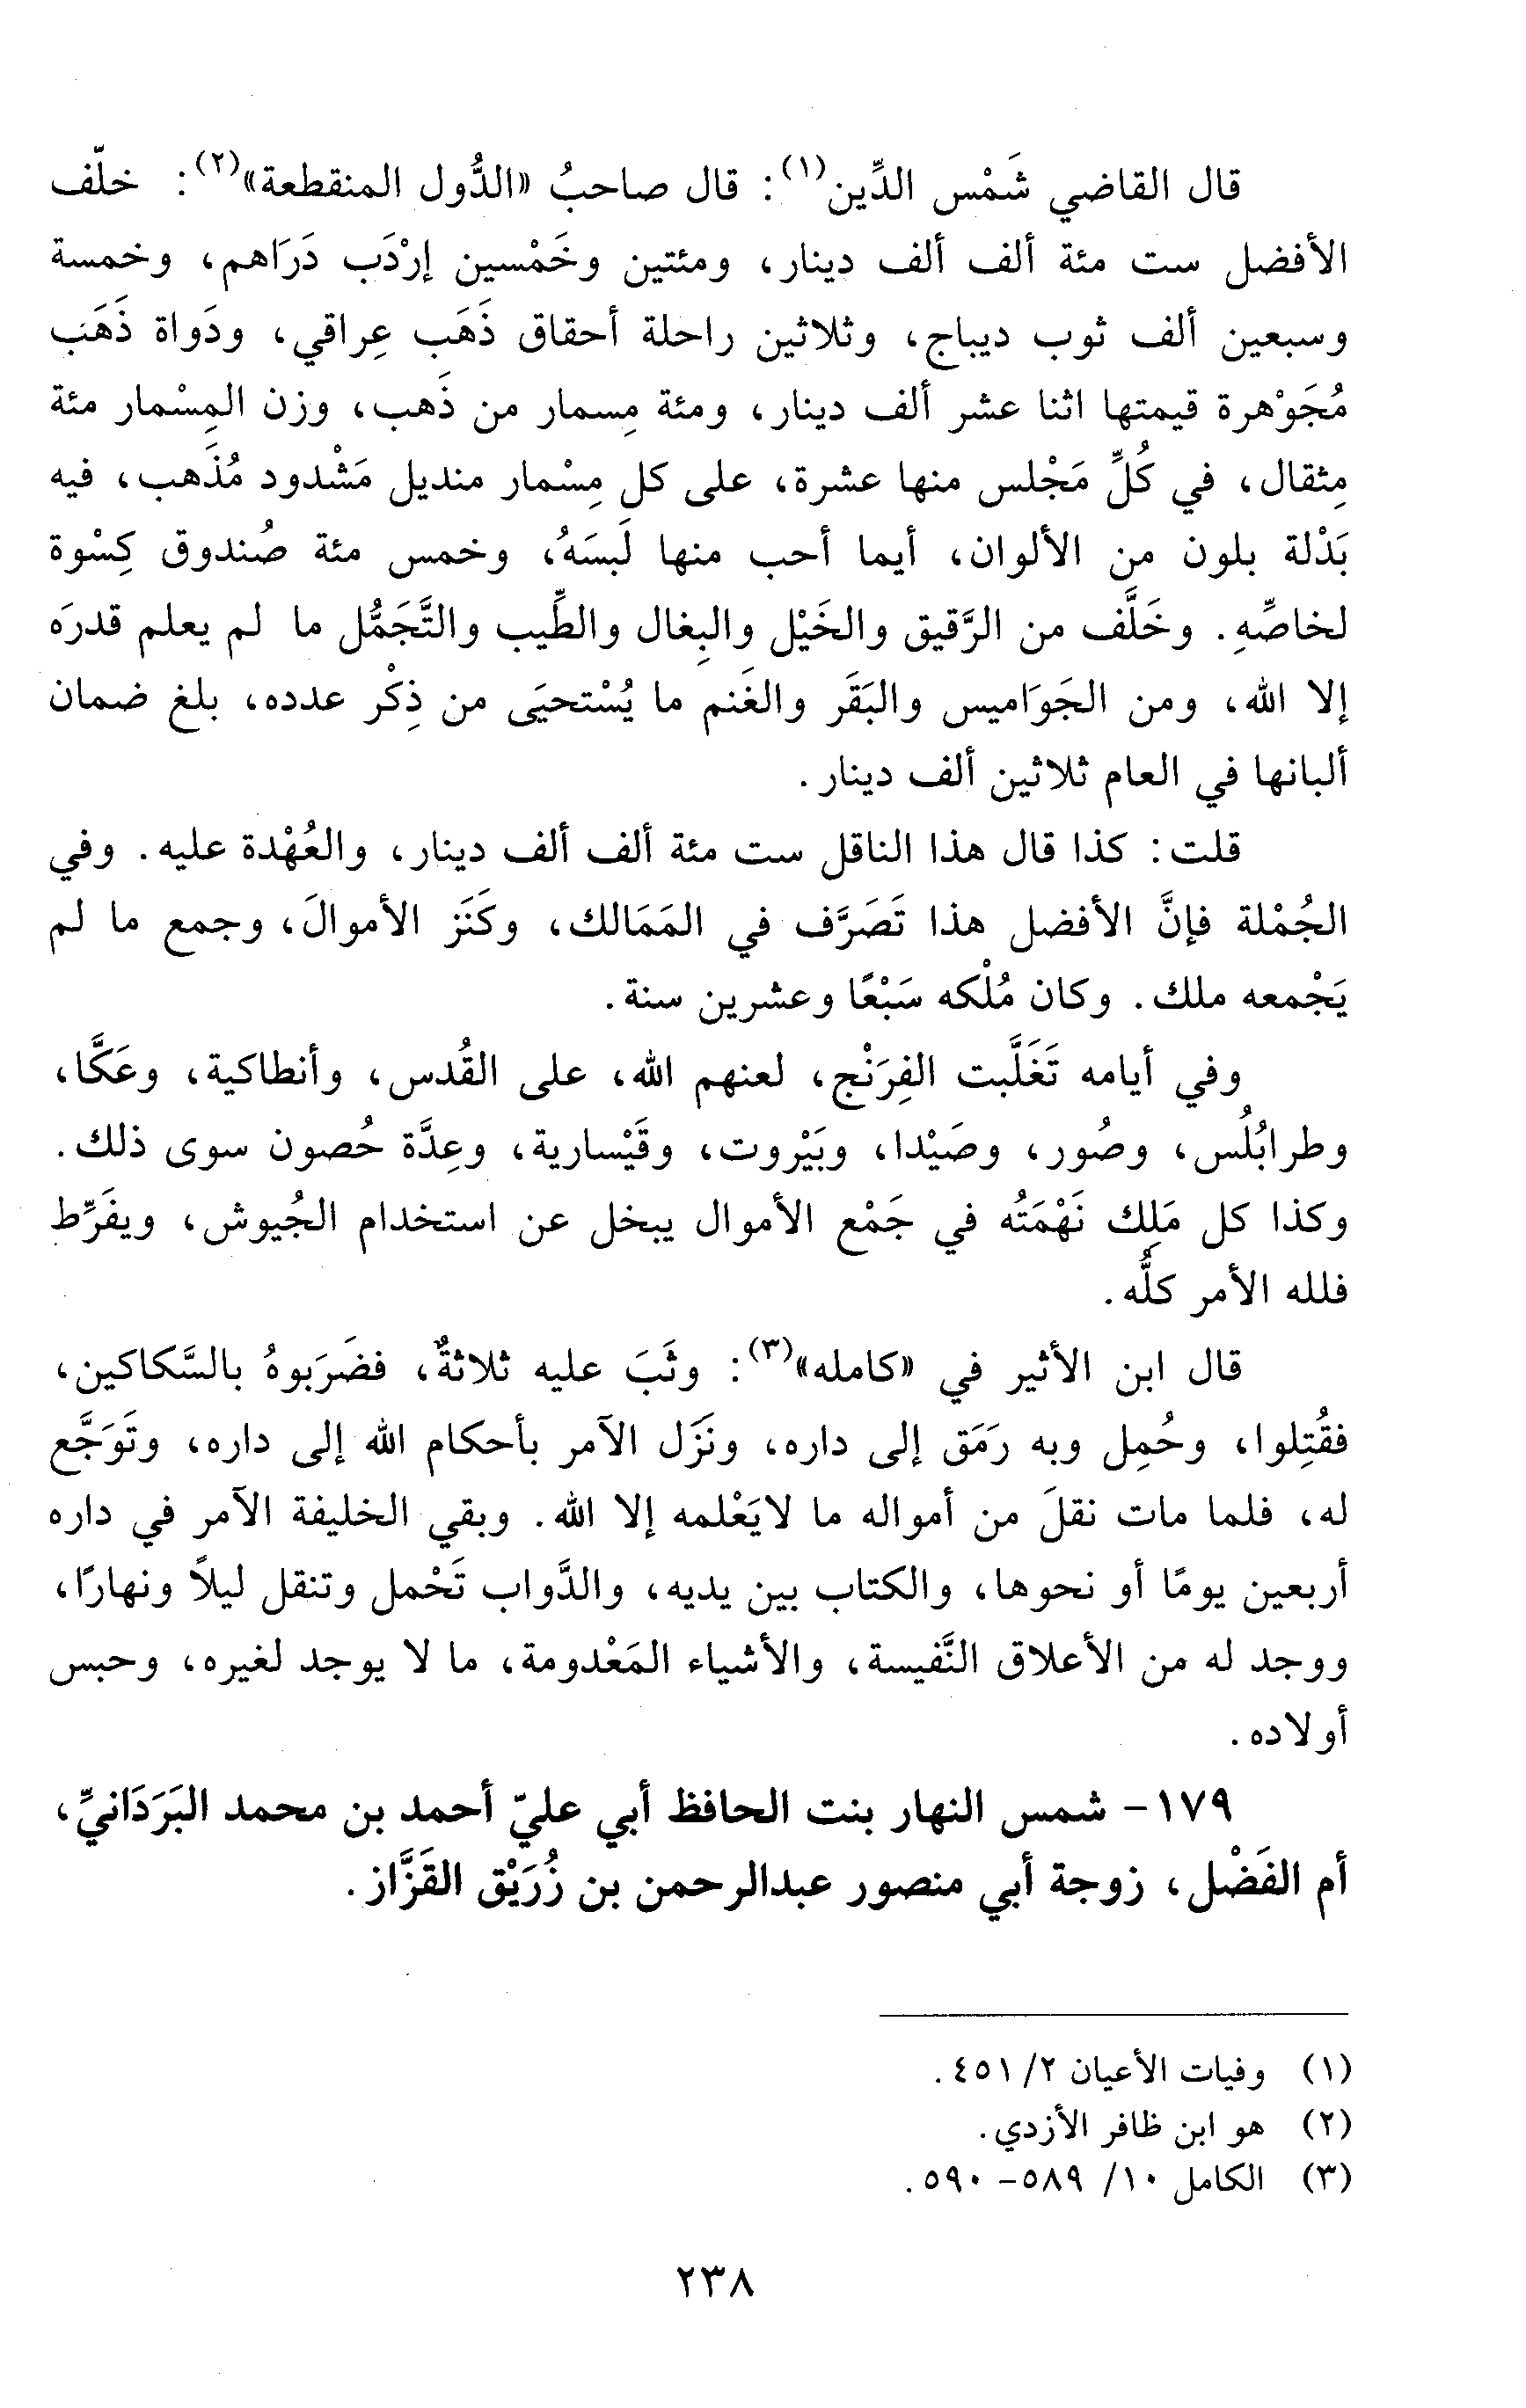 قال القاضي شَمْس الدِّين(١): قال صاحبُ «الدُّول المنقطعة»(٢): خلّف
الأفضل ست مئة ألف ألف دينار، ومئتين وخَمْسين إرْدَب دَرَاهم، وخمسة
وسبعين ألف ثوب ديباج، وثلاثين راحلة أحقاق ذَهَب عِراقي، ودَواة ذَهَب
مُجَوْهرة قيمتها اثنا عشر ألف دينار، ومئة مِسمار من ذَهب، وزن المِسْمار مئة
مِثقال، في كُلِّ مَجْلس منها عشرة، على كل مِسْمار منديل مَشْدود مُذَهب، فيه
بَدْلة بلون من الألوان، أيما أحب منها لَبسَهُ، وخمس مئة صُندوق كِسْوة
لخاصِّهِ. وخَلَّف من الرَّقيق والخَيْل والبِغال والطِّيب والتَّجَمُّل ما لم يعلم قدرَه
إلا الله، ومن الجَوَاميس والبَقَر والغَنم ما يُسْتحيَى من ذِكْر عدده، بلغ ضمان
ألبانها في العام ثلاثين ألف دينار.
قلت: كذا قال هذا الناقل ست مئة ألف ألف دينار، والعُهْدة عليه. وفي
الجُمْلة فإنَّ الأفضل هذا تَصَرَّف في المَمَالك، وكَنَز الأموالَ، وجمع ما لم
يَجْمعه ملك. وكان مُلْكه سَبْعًا وعشرين سنة.
وفي أيامه تَغَلَّبت الفِرَنْج، لعنهم الله، على القُدس، وأنطاكية، وعَكَّا،
وطرابُلُس، وصُور، وصَيْدا، وبَيْروت، وقَيْسارية، وعِدَّة حُصون سوى ذلك.
وكذا كل مَلِك نَهْمَتُه في جَمْع الأموال يبخل عن استخدام الجُيوش، ويفَرِّط
فلله الأمر كلُّه.
قال ابن الأثير في «كامله»(٣): وثَبَ عليه ثلاثةٌ، فضَرَبوهُ بالسَّكاكين،
فقُتِلوا، وحُمِل وبه رَمَق إلى داره، ونَزَل الآمر بأحكام الله إلى داره، وتَوَجَّع
له، فلما مات نقلَ من أمواله ما لايَعْلمه إلا الله. وبقي الخليفة الآمر في داره
أربعين يومًا أو نحوها، والكتاب بين يديه، والدَّواب تَحْمل وتنقل ليلاً ونهارًا،
ووجد له من الأعلاق النَّفيسة، والأشياء المَعْدومة، ما لا يوجد لغيره، وحبس
أولاده.
١٧٩- شمس النهار بنت الحافظ أبي عليّ أحمد بن محمد البَرَدَانيِّ،
أم الفَضْل، زوجة أبي منصور عبدالرحمن بن زُرَيْق القَزَّاز.
(١) وفيات الأعيان ٢/ ٤٥١.
(٢) هو ابن ظافر الأزدي.
(٣) الكامل ١٠/ ٥٨٩- ٥٩٠.
٢٣٨